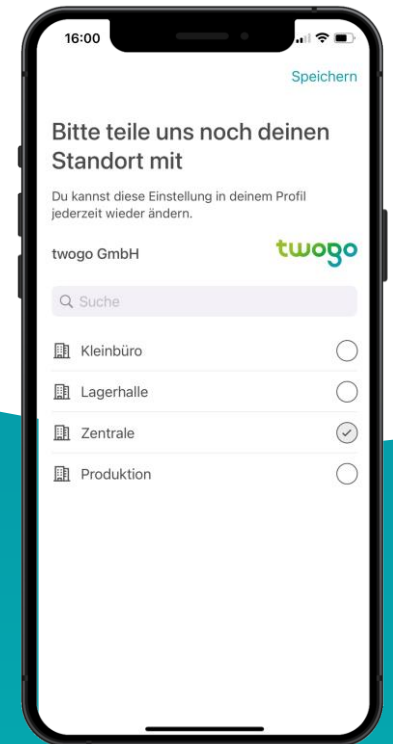 16:00
Speichern
Bitte teile uns noch deinen
Standort mit
Du kannst diese Einstellung in deinem Profil
jederzeit wieder ändern.
twogo GmbH
twogo
Suche
Kleinbüro
Lagerhalle
Zentrale
Produktion